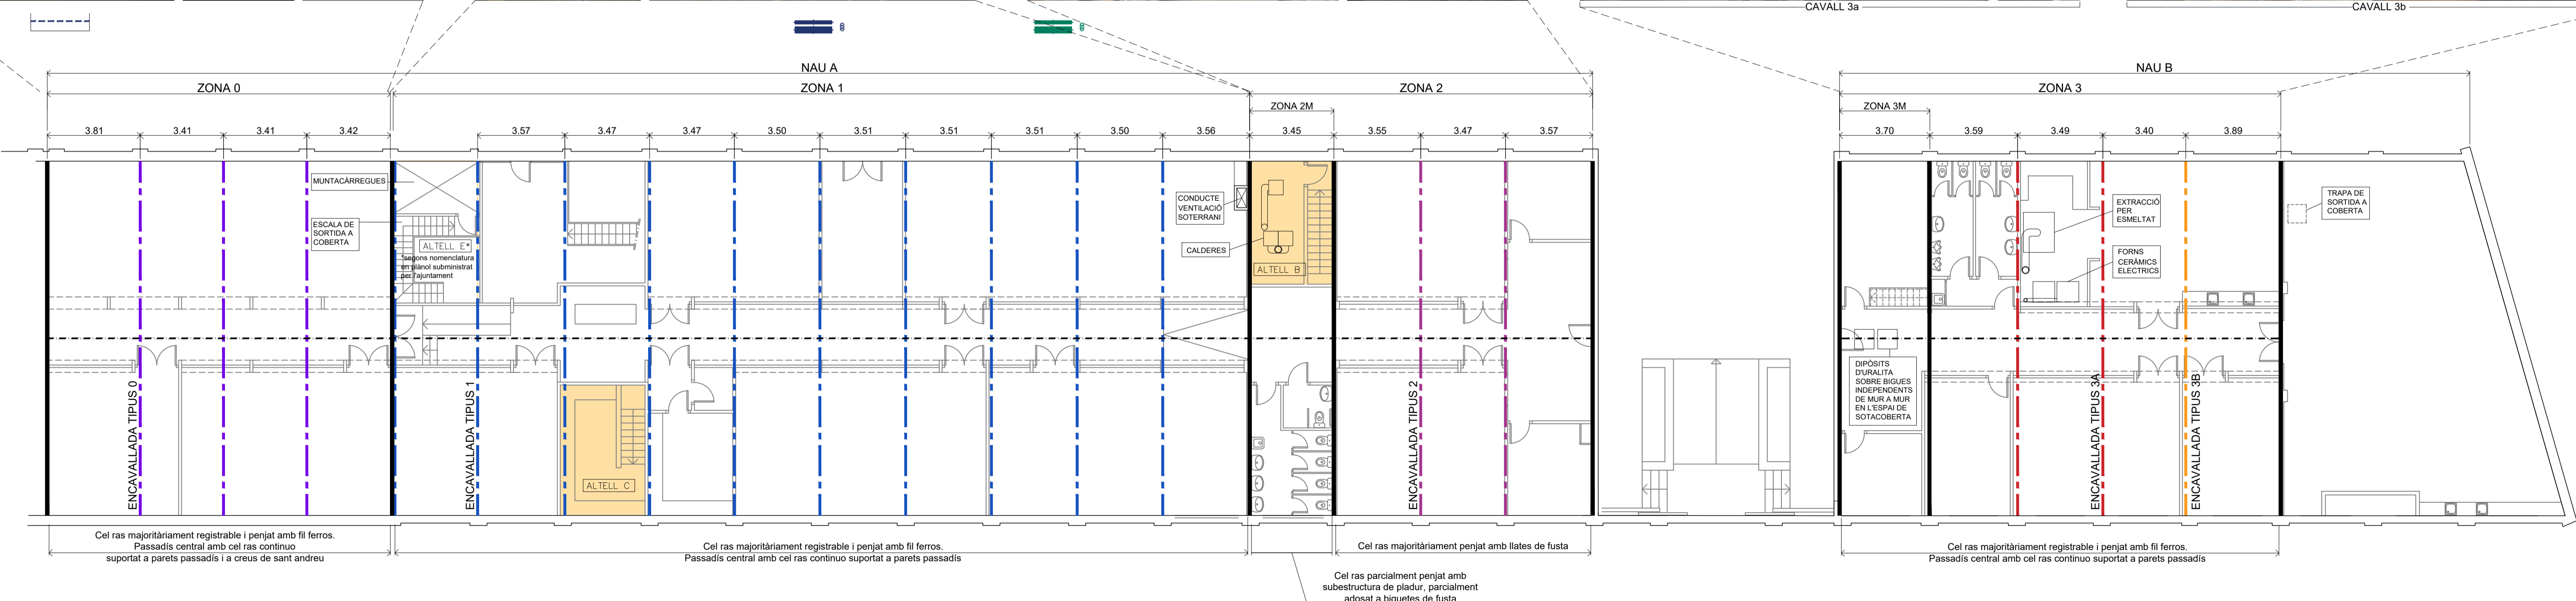 CAVALL 3a
CAVALL 3b
NAU A
NAU B
ZONA 0
ZONA 1
ZONA 2
ZONA 3
ZONA 2M
ZONA 3M
3.81
3.41
3.41
3.42
3.57
3.47
3.47
3.50
3.51
3.51
3.51
3.50
3.56
3.45
3.55
3.47
3.57
3.70
3.59
3.49
3.40
3.89
MUNTACÀRREGUES
ESCALA DE
SORTIDA A
COBERTA
ALTELL E*
*segons nomenclatura
en plànol subministrat
per l'ajuntament
CONDUCTE
VENTILACIÓ
SOTERRANI
CALDERES
ALTELL B
EXTRACCIÓ
PER
ESMELTAT
FORNS
CERÀMICS
ELECTRICS
TRAPA DE
SORTIDA A
COBERTA
DIPÒSITS
D'URALITA
SOBRE BIGUES
INDEPENDENTS
DE MUR A MUR
EN L'ESPAI DE
SOTACOBERTA
ENCAVALLADA TIPUS 0
ENCAVALLADA TIPUS 1
ALTELL C
ENCAVALLADA TIPUS 2
ENCAVALLADA TIPUS 3A
ENCAVALLADA TIPUS 3B
Cel ras majoritàriament registrable i penjat amb fil ferros.
Passadís central amb cel ras continuo
suportat a parets passadís i a creus de sant andreu
Cel ras majoritàriament registrable i penjat amb fil ferros.
Passadís central amb cel ras continuo suportat a parets passadís
Cel ras majoritàriament penjat amb llates de fusta
Cel ras parcialment penjat amb
subestructura de pladur, parcialment
adosat a biguetes de fusta
Cel ras majoritàriament registrable i penjat amb fil ferros.
Passadís central amb cel ras continuo suportat a parets passadís